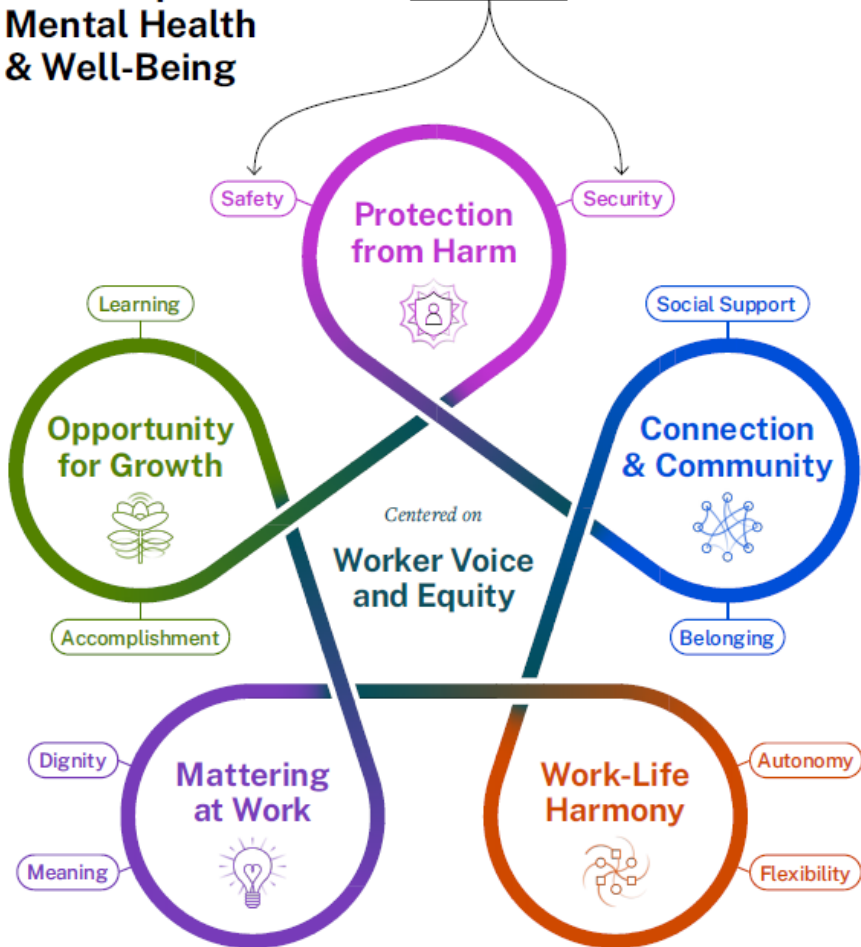 Mental Health
& Well-Being
Safety
Security
Protection
from Harm
Learning
Social Support
Opportunity
for Growth
Connection
& Community
Centered on
Worker Voice
and Equity
Accomplishment
Belonging
Dignity
Autonomy
Mattering
at Work
Work-Life
Harmony
Meaning
Flexibility